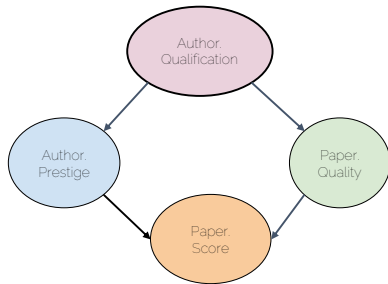 Author.
Qualification
Author.
Prestige
Paper.
Quality
Paper.
Score